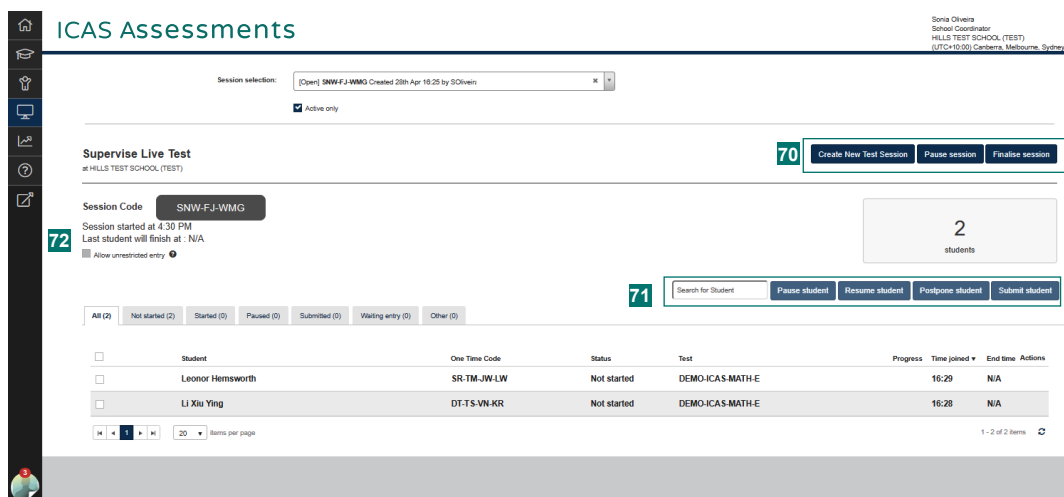 ICAS Assessments
Sonia Oliveira
School Coordinator
HILLS TEST SCHOOL (TEST)
(UTC+10:00) Canberra, Melbourne, Sydney
Session selection:
[Open] SNW-FJ-WMG Created 28th Apr 16:25 by SOliveira
Active only
Supervise Live Test
at HILLS TEST SCHOOL (TEST)
70
Create New Test Session Pause session Finalise session
Session Code SNW-FJ-WMG
Session started at 4:30 PM
72
Last student will finish at : N/A
Allow unrestricted entry ?
2
students
71
Search for Student Pause student Resume student Postpone student Submit student
All (2) Not started (2) Started (0) Paused (0) Submitted (0) Waiting entry (0) Other (0)
Student One Time Code Status Test Progress Time joined End time Actions
Leonor Hemsworth SR-TM-JW-LW Not started DEMO-ICAS-MATH-E 16:29 N/A
Li Xiu Ying DT-TS-VN-KR Not started DEMO-ICAS-MATH-E 16:28 N/A
1 20 items per page 1 - 2 of 2 items
3